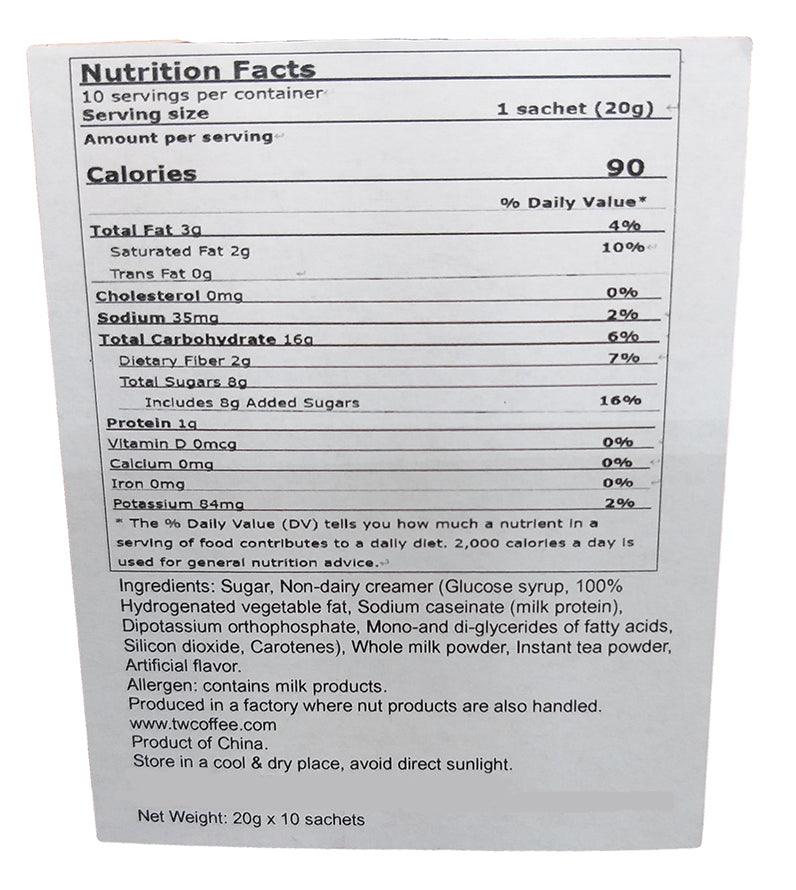 Nutrition Facts
10 servings per container
Serving size 1 sachet (20g)
Amount per serving
Calories 90
% Daily Value*
Total Fat 3g 4%
Saturated Fat 2g 10%
Trans Fat 0g
Cholesterol 0mg 0%
Sodium 35mg 2%
Total Carbohydrate 16g 6%
Dietary Fiber 2g 7%
Total Sugars 8g
Includes 8g Added Sugars 16%
Protein 1g
Vitamin D 0mcg 0%
Calcium 0mg 0%
Iron 0mg 0%
Potassium 84mg 2%
* The % Daily Value (DV) tells you how much a nutrient in a
serving of food contributes to a daily diet. 2,000 calories a day is
used for general nutrition advice.
Ingredients: Sugar, Non-dairy creamer (Glucose syrup, 100%
Hydrogenated vegetable fat, Sodium caseinate (milk protein),
Dipotassium orthophosphate, Mono-and di-glycerides of fatty acids,
Silicon dioxide, Carotenes), Whole milk powder, Instant tea powder,
Artificial flavor.
Allergen: contains milk products.
Produced in a factory where nut products are also handled.
www.twcoffee.com
Product of China.
Store in a cool & dry place, avoid direct sunlight.
Net Weight: 20g x 10 sachets